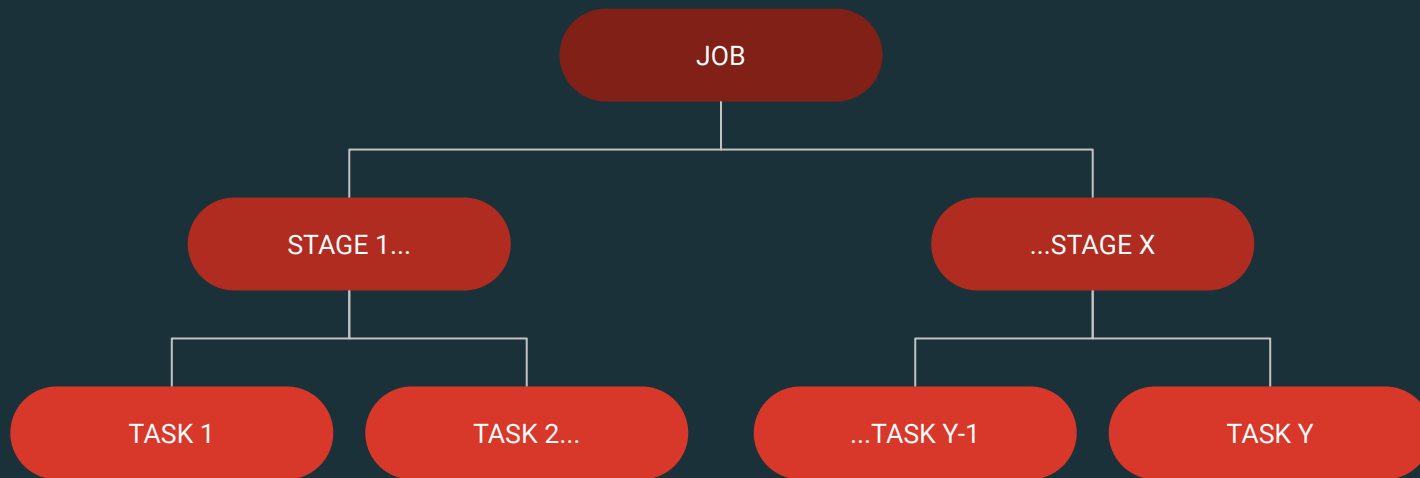 JOB
STAGE 1...
...STAGE X
TASK 1
TASK 2...
...TASK Y-1
TASK Y